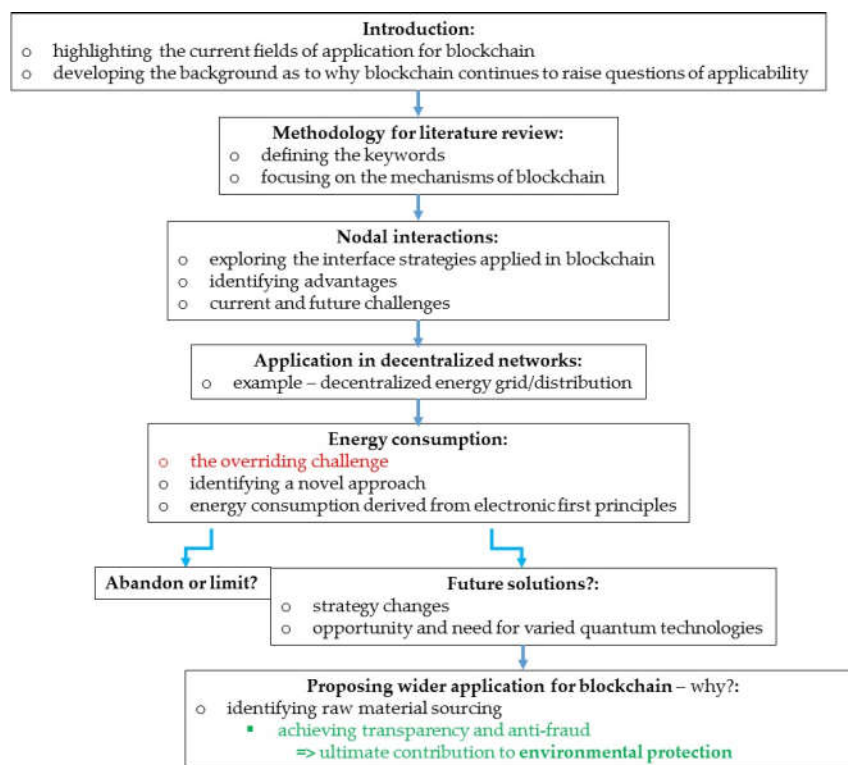 Introduction:
o highlighting the current fields of application for blockchain
o developing the background as to why blockchain continues to raise questions of applicability
Methodology for literature review:
o defining the keywords
o focusing on the mechanisms of blockchain
Nodal interactions:
o exploring the interface strategies applied in blockchain
o identifying advantages
o current and future challenges
Application in decentralized networks:
o example – decentralized energy grid/distribution
Energy consumption:
o the overriding challenge
o identifying a novel approach
o energy consumption derived from electronic first principles
Abandon or limit?
Future solutions?:
o strategy changes
o opportunity and need for varied quantum technologies
Proposing wider application for blockchain – why?:
o identifying raw material sourcing
▪ achieving transparency and anti-fraud
=> ultimate contribution to environmental protection